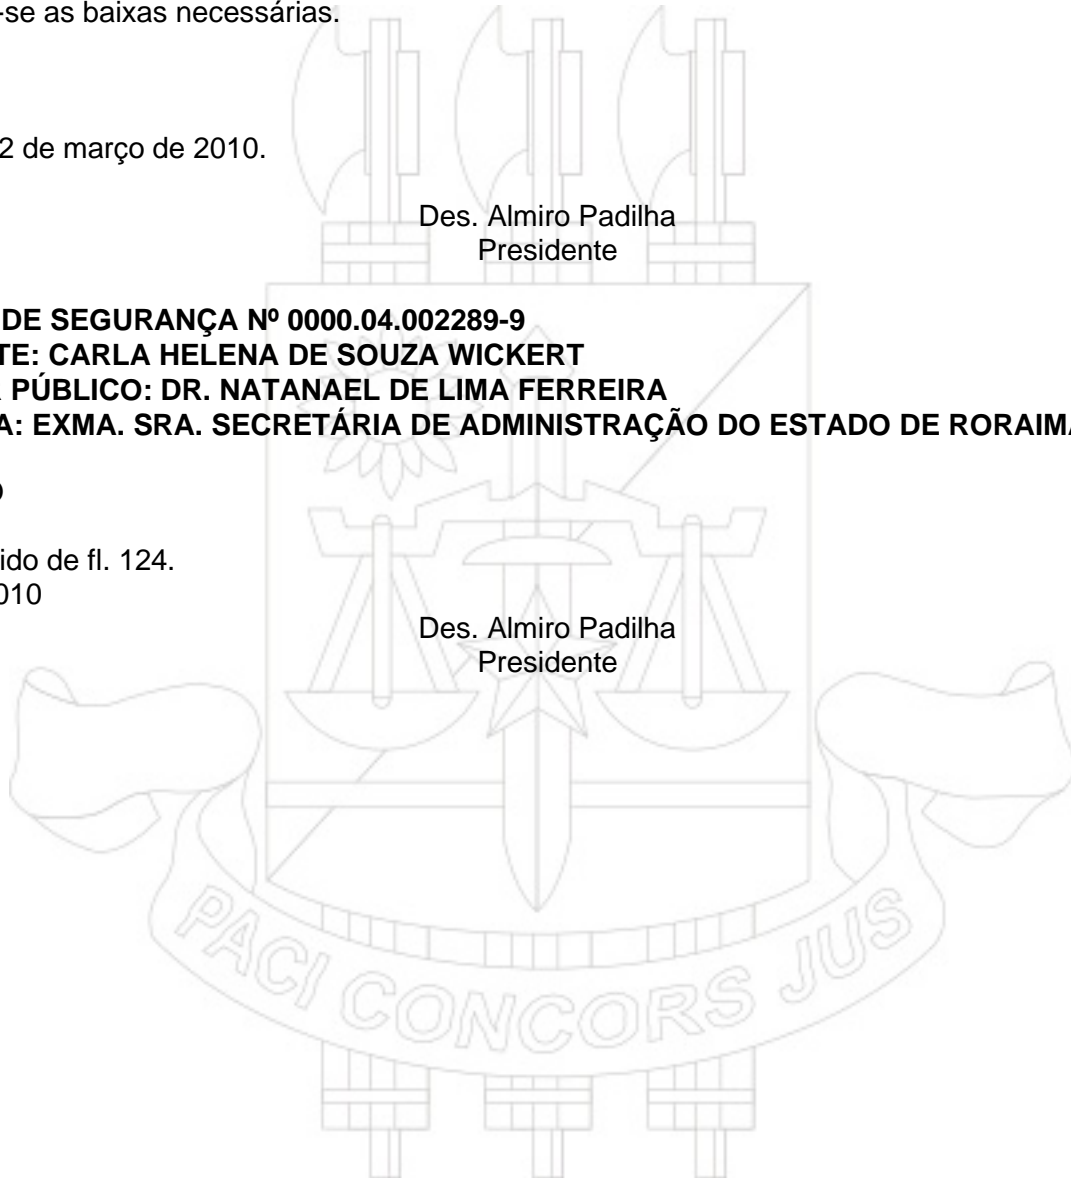 -se as baixas necessárias.
2 de março de 2010.
Des. Almiro Padilha
Presidente
DE SEGURANÇA Nº 0000.04.002289-9
TE: CARLA HELENA DE SOUZA WICKERT
PÚBLICO: DR. NATANAEL DE LIMA FERREIRA
A: EXMA. SRA. SECRETÁRIA DE ADMINISTRAÇÃO DO ESTADO DE RORAIMA
O
ido de fl. 124.
010
Des. Almiro Padilha
Presidente
PACI CONCORS JUS